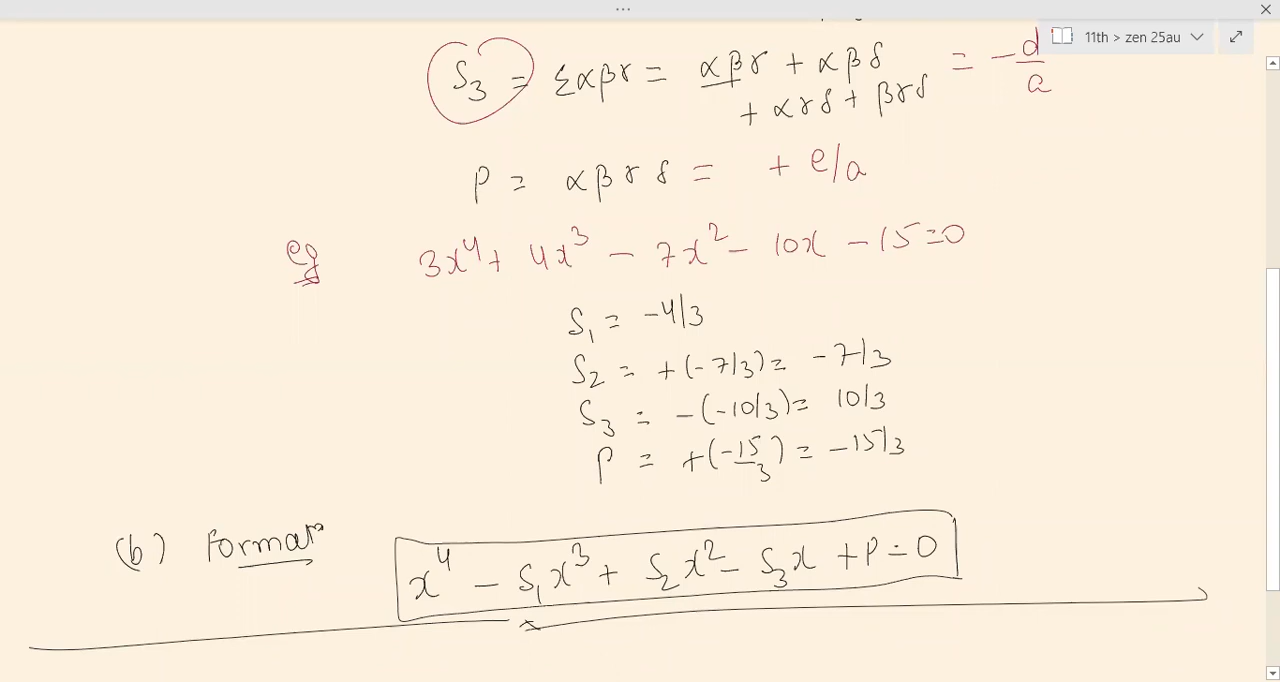 11th > zen 25au
S₃ = Σαβγ = αβγ + αβδ + αγδ + βγδ = -d/a
P = αβγδ = + e/a
eg 3x⁴ + 4x³ - 7x² - 10x - 15 = 0
S₁ = -4/3
S₂ = +(-7/3) = -7/3
S₃ = -(-10/3) = 10/3
P = +(-15/3) = -15/3
(b) Format x⁴ - S₁x³ + S₂x² - S₃x + P = 0